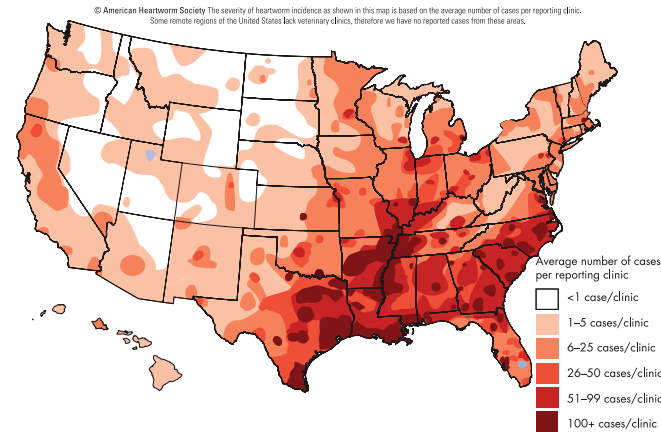 © American Heartworm Society The severity of heartworm incidence as shown in this map is based on the average number of cases per reporting clinic.
Some remote regions of the United States lack veterinary clinics, therefore we have no reported cases from these areas.
Average number of cases
per reporting clinic
<1 case/clinic
1–5 cases/clinic
6–25 cases/clinic
26–50 cases/clinic
51–99 cases/clinic
100+ cases/clinic